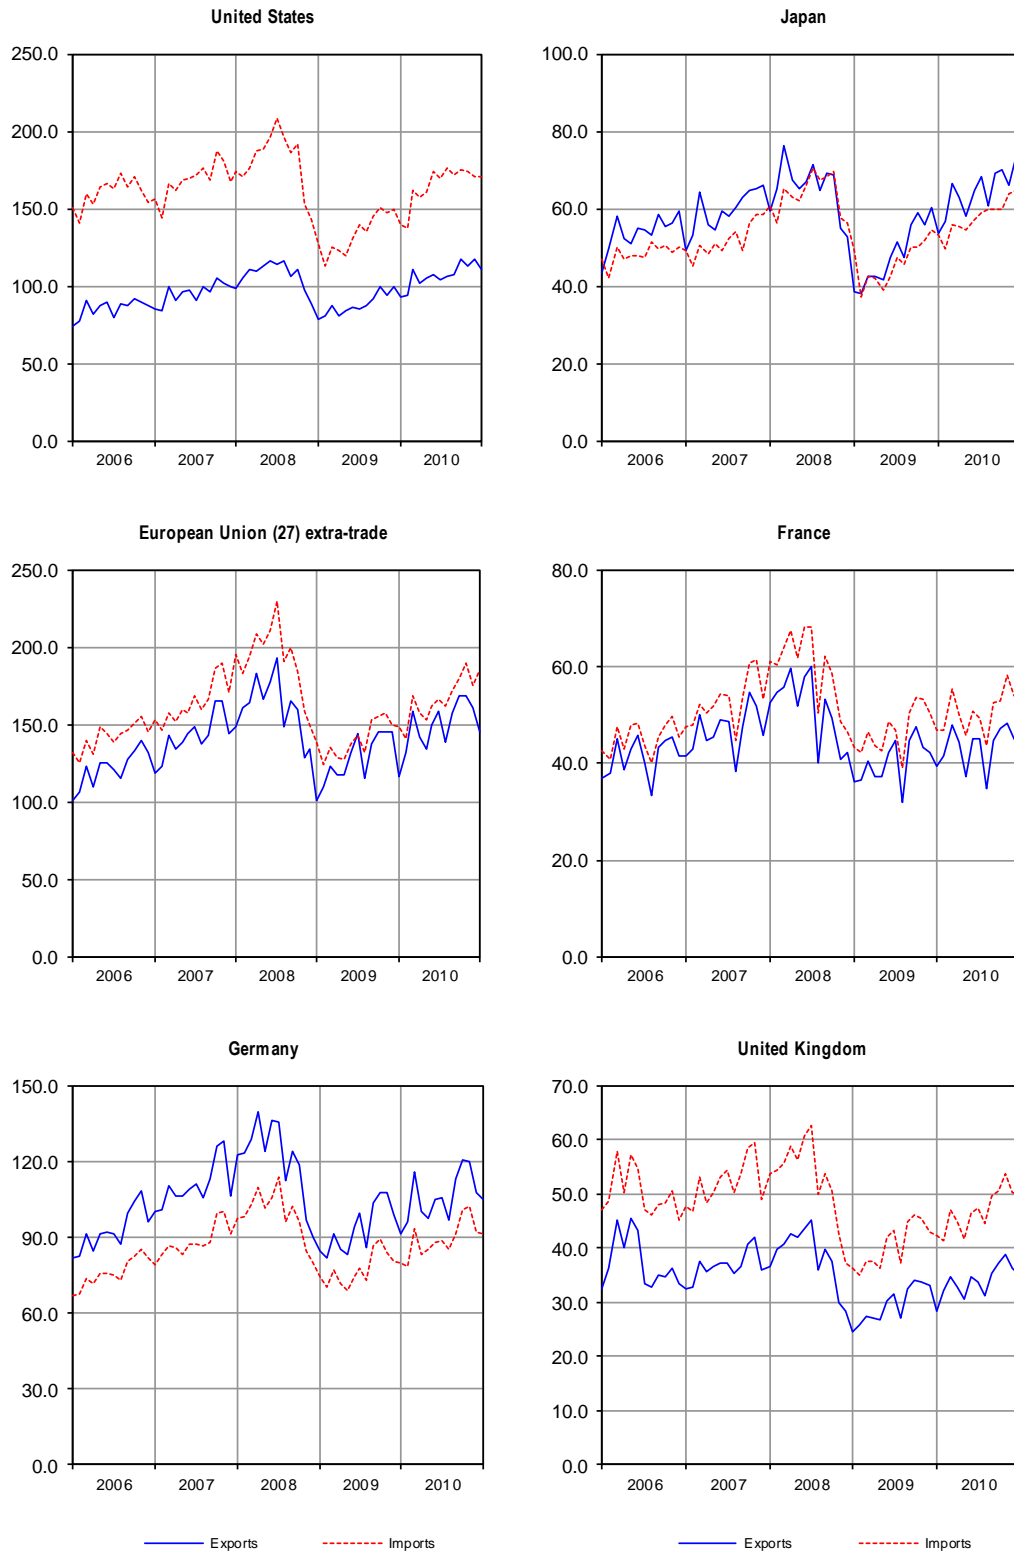 United States
250.0
200.0
150.0
100.0
50.0
0.0
2006 2007 2008 2009 2010
Japan
100.0
80.0
60.0
40.0
20.0
0.0
2006 2007 2008 2009 2010
European Union (27) extra-trade
250.0
200.0
150.0
100.0
50.0
0.0
2006 2007 2008 2009 2010
France
80.0
60.0
40.0
20.0
0.0
2006 2007 2008 2009 2010
Germany
150.0
120.0
90.0
60.0
30.0
0.0
2006 2007 2008 2009 2010
United Kingdom
70.0
60.0
50.0
40.0
30.0
20.0
10.0
0.0
2006 2007 2008 2009 2010
Exports Imports
Exports Imports